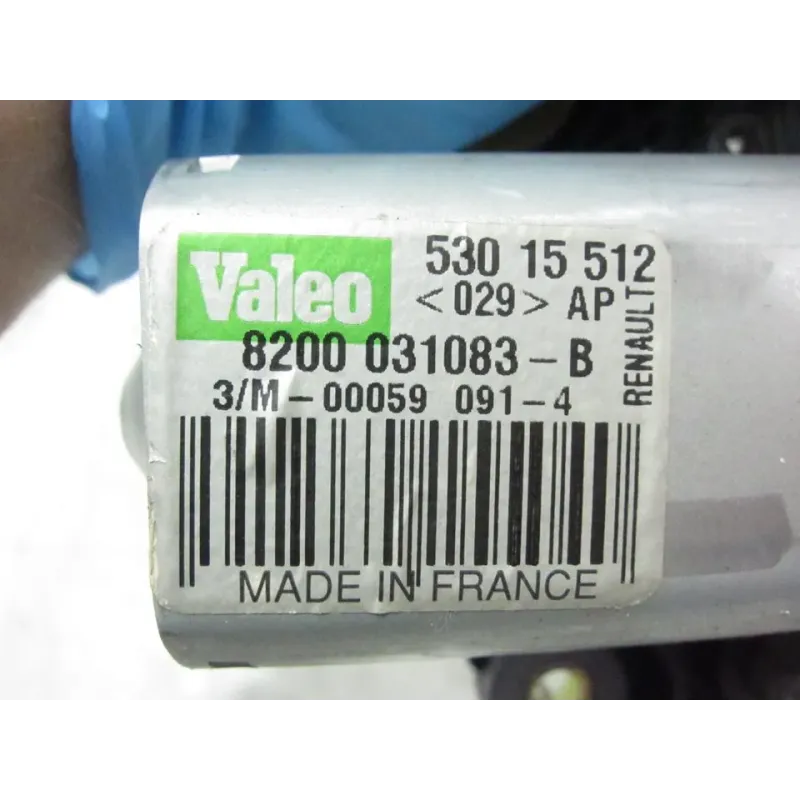 Valeo
530 15 512
<029> AP
RENAULT
8200 031083-B
3/M-00059 091-4
MADE IN FRANCE